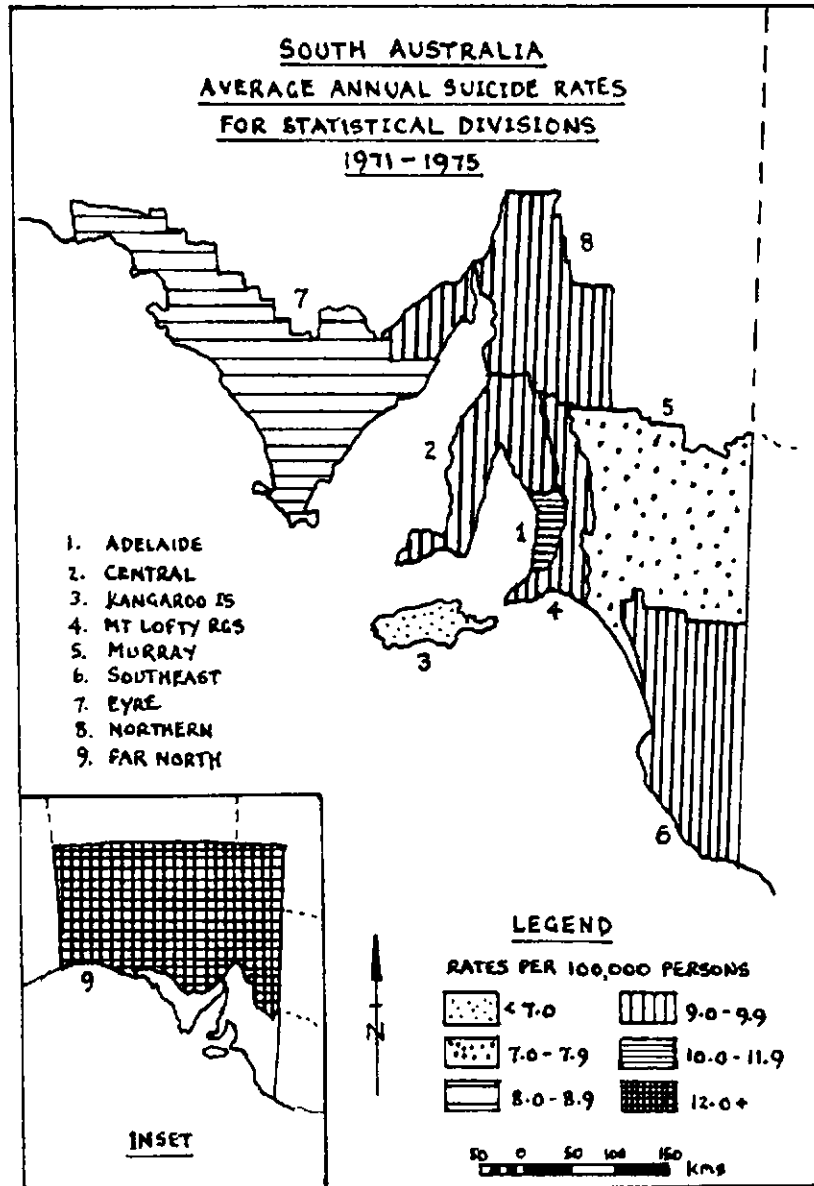 SOUTH AUSTRALIA
AVERAGE ANNUAL SUICIDE RATES
FOR STATISTICAL DIVISIONS
1971-1975
8
7
5
2
1
4
3
6
1. ADELAIDE
2. CENTRAL
3. KANGAROO IS
4. MT LOFTY RGS
5. MURRAY
6. SOUTHEAST
7. EYRE
8. NORTHERN
9. FAR NORTH
9
INSET
N
LEGEND
RATES PER 100,000 PERSONS
< 7.0
9.0-9.9
7.0-7.9
10.0-11.9
8.0-8.9
12.0+
50 0 50 100 150 kms